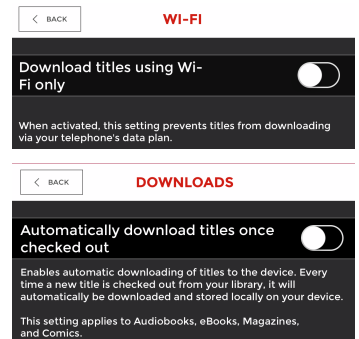 < BACK
WI-FI
Download titles using Wi-
Fi only
When activated, this setting prevents titles from downloading
via your telephone's data plan.
< BACK
DOWNLOADS
Automatically download titles once
checked out
Enables automatic downloading of titles to the device. Every
time a new title is checked out from your library, it will
automatically be downloaded and stored locally on your device.
This setting applies to Audiobooks, eBooks, Magazines,
and Comics.